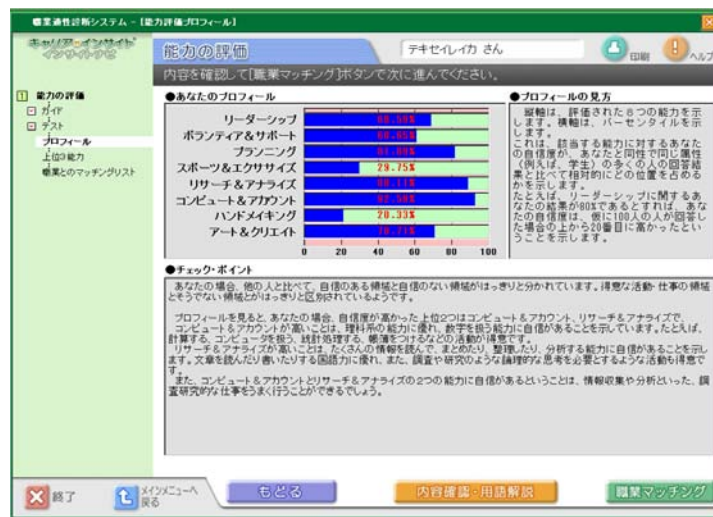 職業適性診断システム - [能力評価プロフィール]
キャリア・インサイト
能力の評価
テキセイレイカ さん
印刷
ヘルプ
内容を確認して[職業マッチング]ボタンで次に進んでください。
1 能力の評価
ガイド
テスト
プロフィール
上位3能力
職業とのマッチングリスト
●あなたのプロフィール
リーダーシップ
ボランティア&サポート
プランニング
スポーツ&エクササイズ 29.75%
リサーチ&アナライズ
コンピュート&アカウント
ハンドメイキング 20.33%
アート&クリエイト
0 20 40 60 80 100
●プロフィールの見方
縦軸は、評価された8つの能力を示
します。横軸は、パーセンタイルを示
します。
これは、該当する能力に対するあなた
の自信度が、あなたと同性で同じ属性
(例えば、学生)の多くの人の回答結
果と比べて相対的にどの位置を占めるか
を示します。
たとえば、リーダーシップに関するあ
なたの結果が80%であるとすれば、あな
たの自信度は、仮に100人の人が回答し
た場合の上から20番目に高かったとい
うことを示します。
●チェック・ポイント
あなたの場合、他の人と比べて、自信のある領域と自信のない領域がはっきりと分かれています。得意な活動・仕事の領域
とそうでない領域とがはっきりと区別されているようです。
プロフィールを見ると、あなたの場合、自信度が高かった上位2つはコンピュート&アカウント、リサーチ&アナライズで、
コンピュート&アカウントが高いことは、理科系の能力に優れ、数字を扱う能力に自信があることを示しています。たとえば、
計算する、コンピュータを扱う、統計処理する、帳簿をつけるなどの活動が得意です。
リサーチ&アナライズが高いことは、たくさんの情報を読んで、まとめたり、整理したり、分析する能力に自信があることを示し
ます。文章を読んだり書いたりする国語力に優れ、また、調査や研究のような論理的な思考を必要とするような活動も得意で
す。
また、コンピュート&アカウントとリサーチ&アナライズの2つの能力に自信があるということは、情報収集や分析といった、調
査研究的な仕事をうまく行うことができるでしょう。
終了
メインメニューへ
戻る
もどる
内容確認・用語解説
職業マッチング